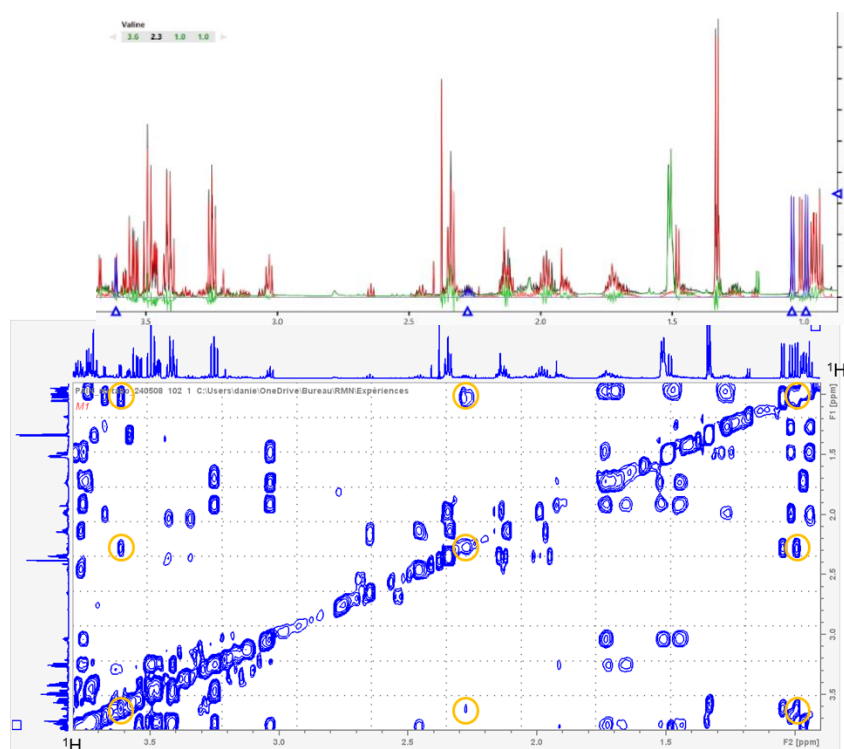 Valine
3.6 2.3 1.0 1.0
3.5 3.0 2.5 2.0 1.5 1.0
1H
240508 102 1 C:\Users\danie\OneDrive\Bureau\RMN\Expériences
M1
F1 [ppm]
1.5
2.0
2.5
3.0
3.5
1H
3.5 3.0 2.5 2.0 1.5 F2 [ppm]